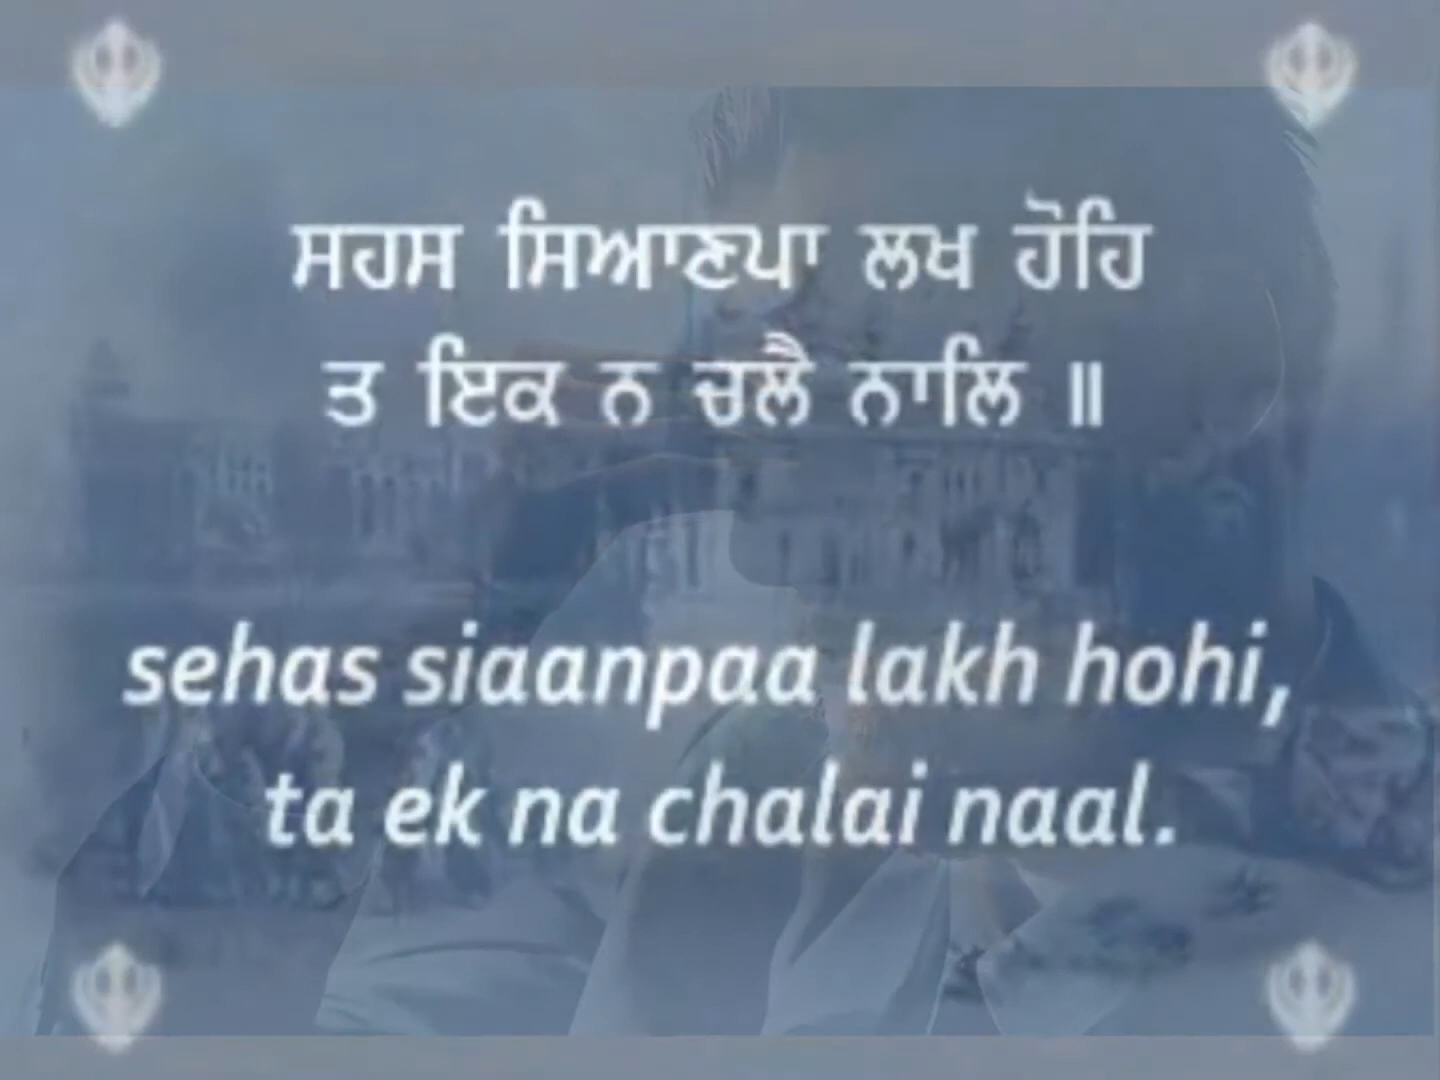 ਸਹਸ ਸਿਆਣਪਾ ਲਖ ਹੋਹਿ
ਤ ਇਕ ਨ ਚਲੈ ਨਾਲਿ ॥
sehas siaanpaa lakh hohi,
ta ek na chalai naal.